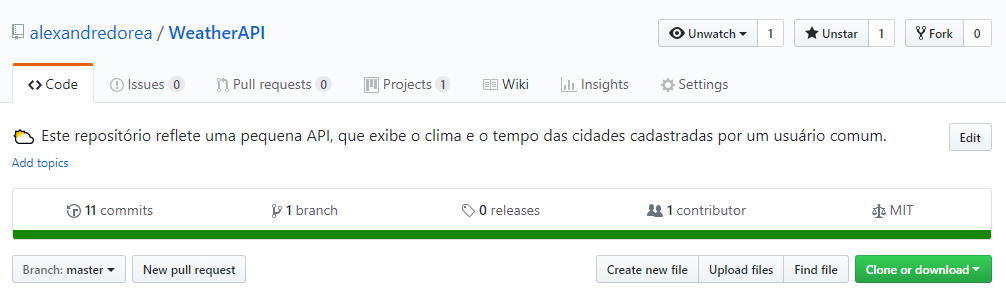 alexandredorea / WeatherAPI Unwatch 1 Unstar 1 Fork 0
Code Issues 0 Pull requests 0 Projects 1 Wiki Insights Settings
Este repositório reflete uma pequena API, que exibe o clima e o tempo das cidades cadastradas por um usuário comum. Edit
Add topics
11 commits 1 branch 0 releases 1 contributor MIT
Branch: master New pull request Create new file Upload files Find file Clone or download